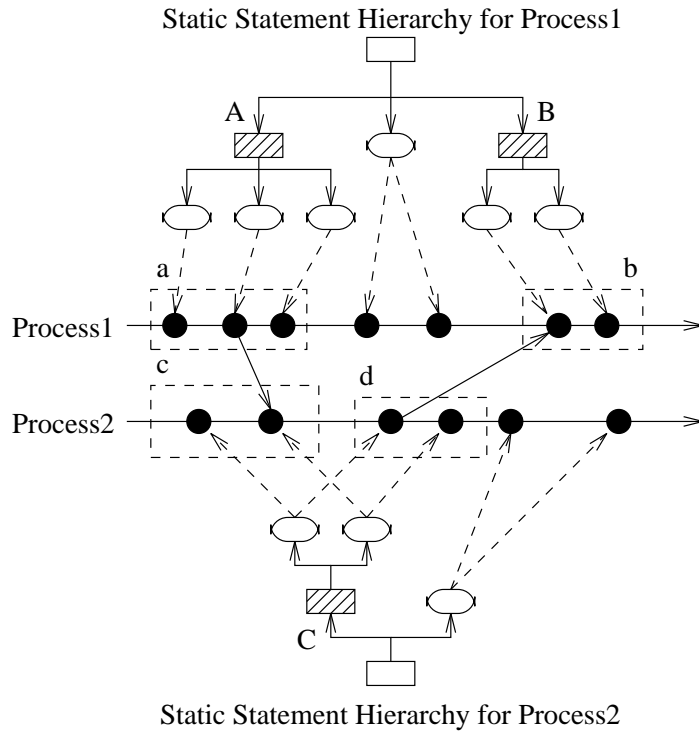 Static Statement Hierarchy for Process1
A
B
a
b
Process1
c
d
Process2
C
Static Statement Hierarchy for Process2